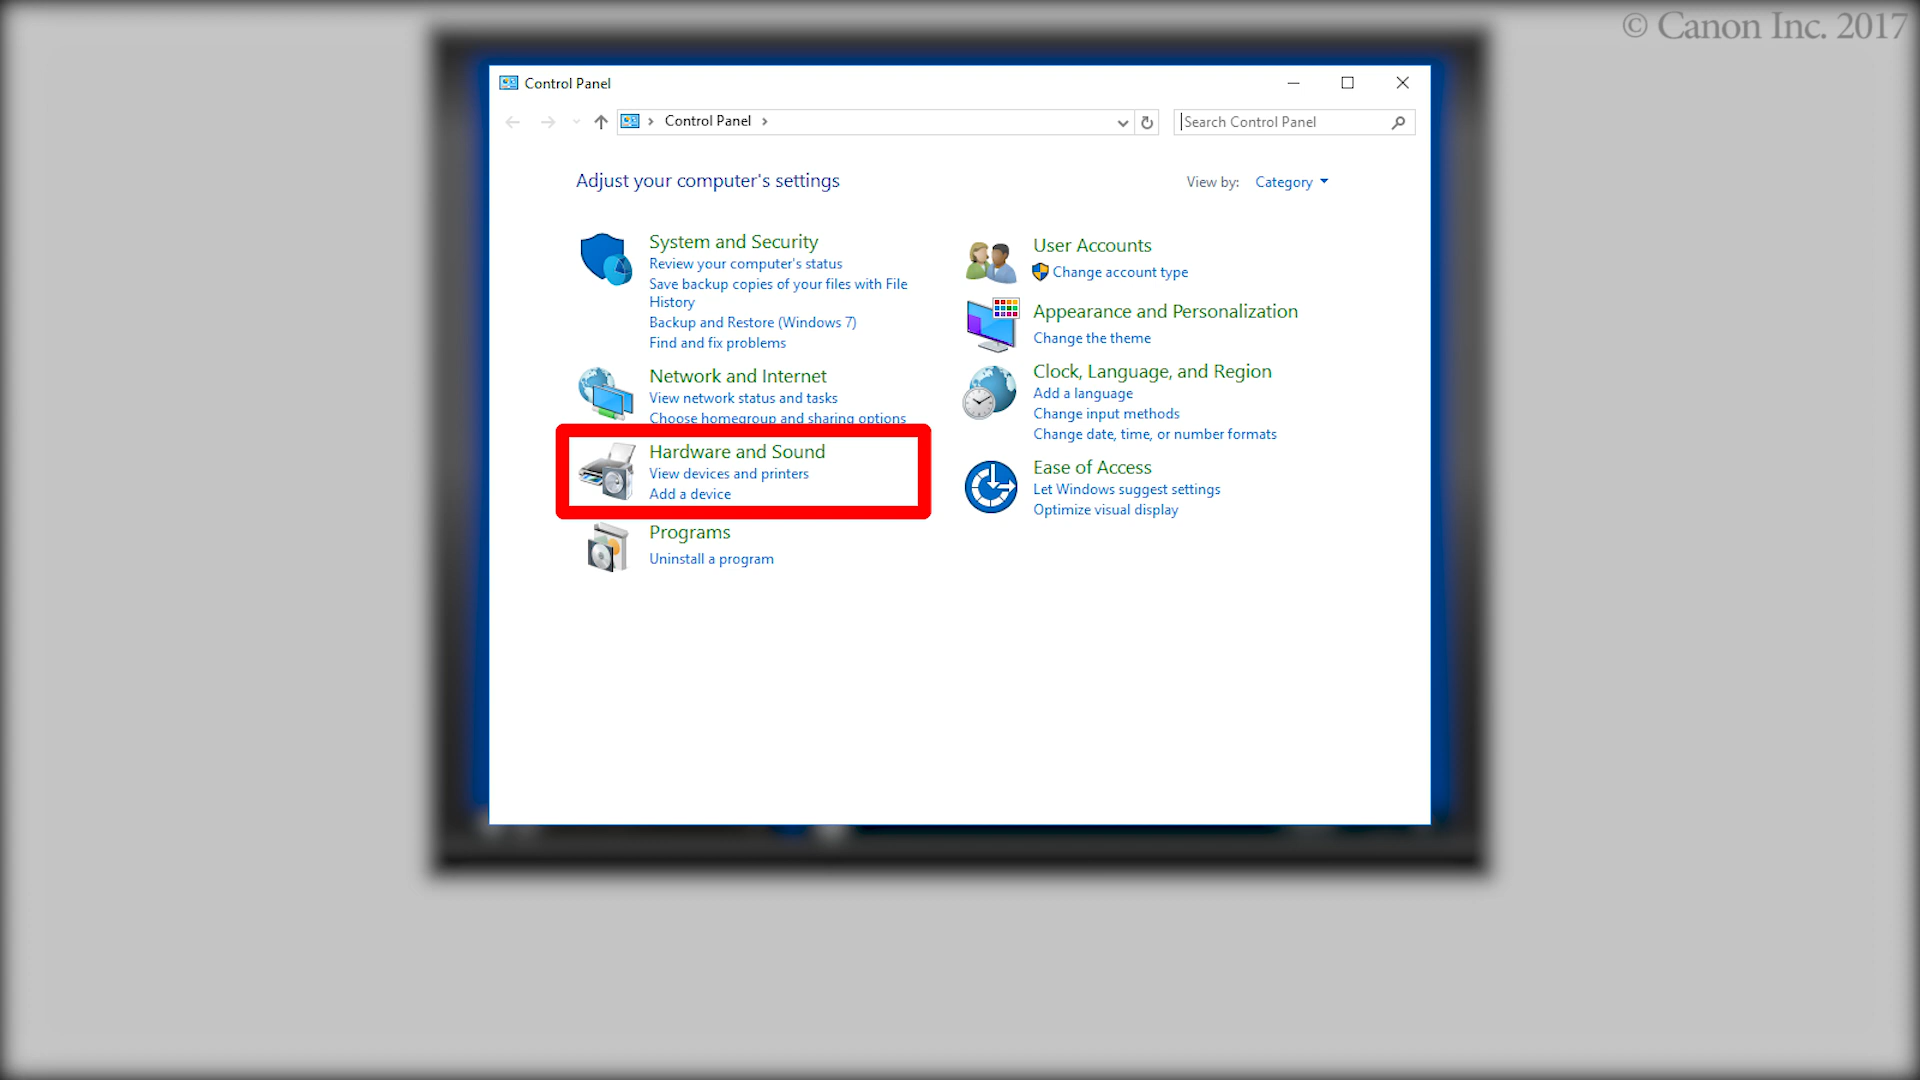 © Canon Inc. 2017
Control Panel
Control Panel
Search Control Panel
Adjust your computer's settings
View by: Category
System and Security
Review your computer's status
Save backup copies of your files with File
History
Backup and Restore (Windows 7)
Find and fix problems
Network and Internet
View network status and tasks
Choose homegroup and sharing options
Hardware and Sound
View devices and printers
Add a device
Programs
Uninstall a program
User Accounts
Change account type
Appearance and Personalization
Change the theme
Clock, Language, and Region
Add a language
Change input methods
Change date, time, or number formats
Ease of Access
Let Windows suggest settings
Optimize visual display